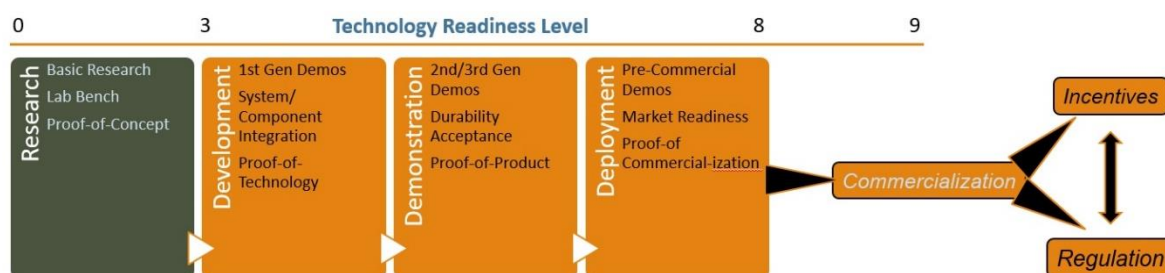 0
3
Technology Readiness Level
8
9
Research
Basic Research
Lab Bench
Proof-of-Concept
Development
1st Gen Demos
System/
Component
Integration
Proof-of-
Technology
Demonstration
2nd/3rd Gen
Demos
Durability
Acceptance
Proof-of-Product
Deployment
Pre-Commercial
Demos
Market Readiness
Proof-of
Commercial-ization
Commercialization
Incentives
Regulation